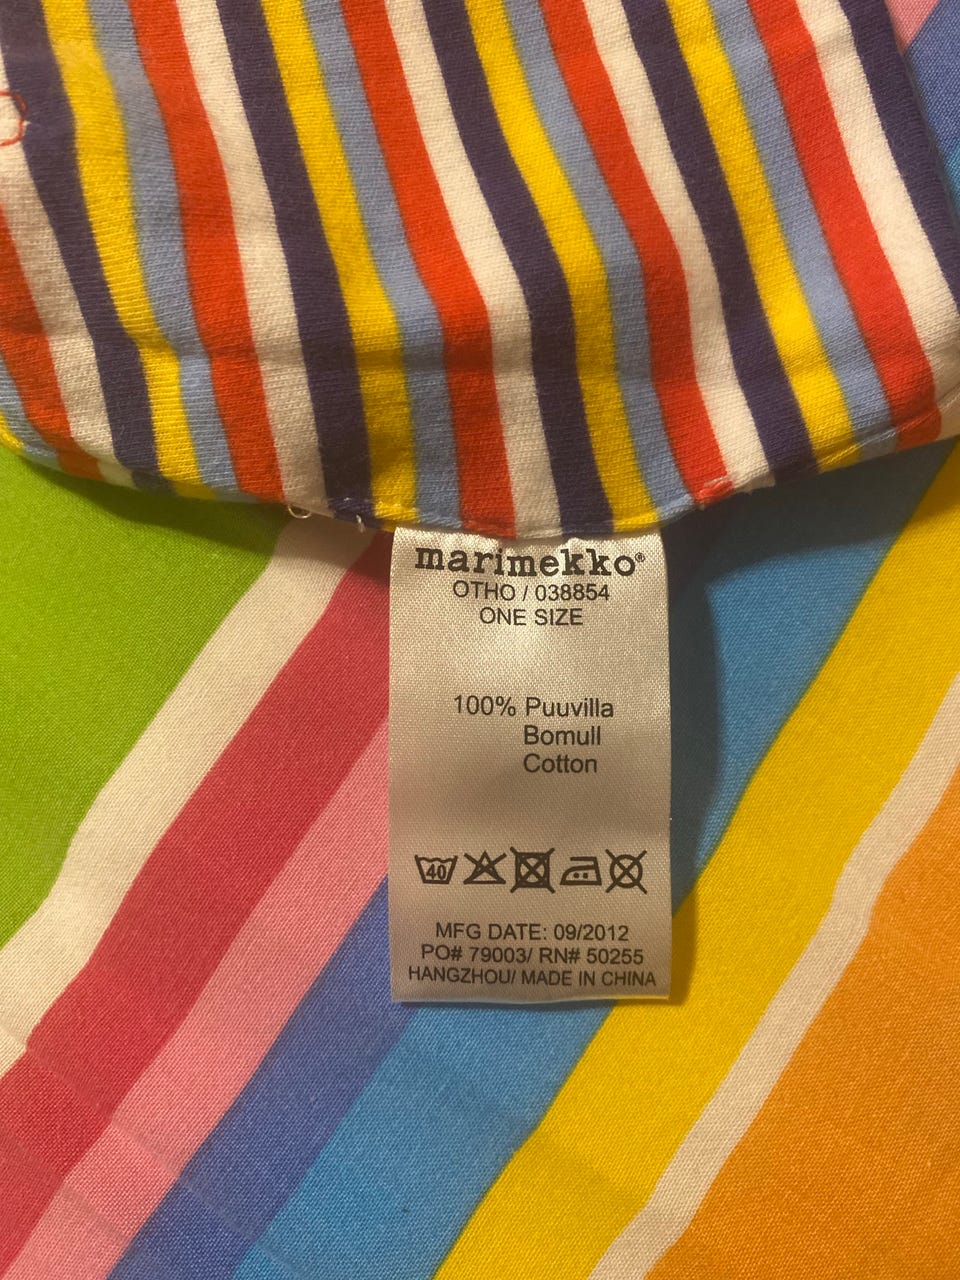 marimekko®
OTHO / 038854
ONE SIZE
100% Puuvilla
Bomull
Cotton
40
MFG DATE: 09/2012
PO# 79003/ RN# 50255
HANGZHOU/ MADE IN CHINA